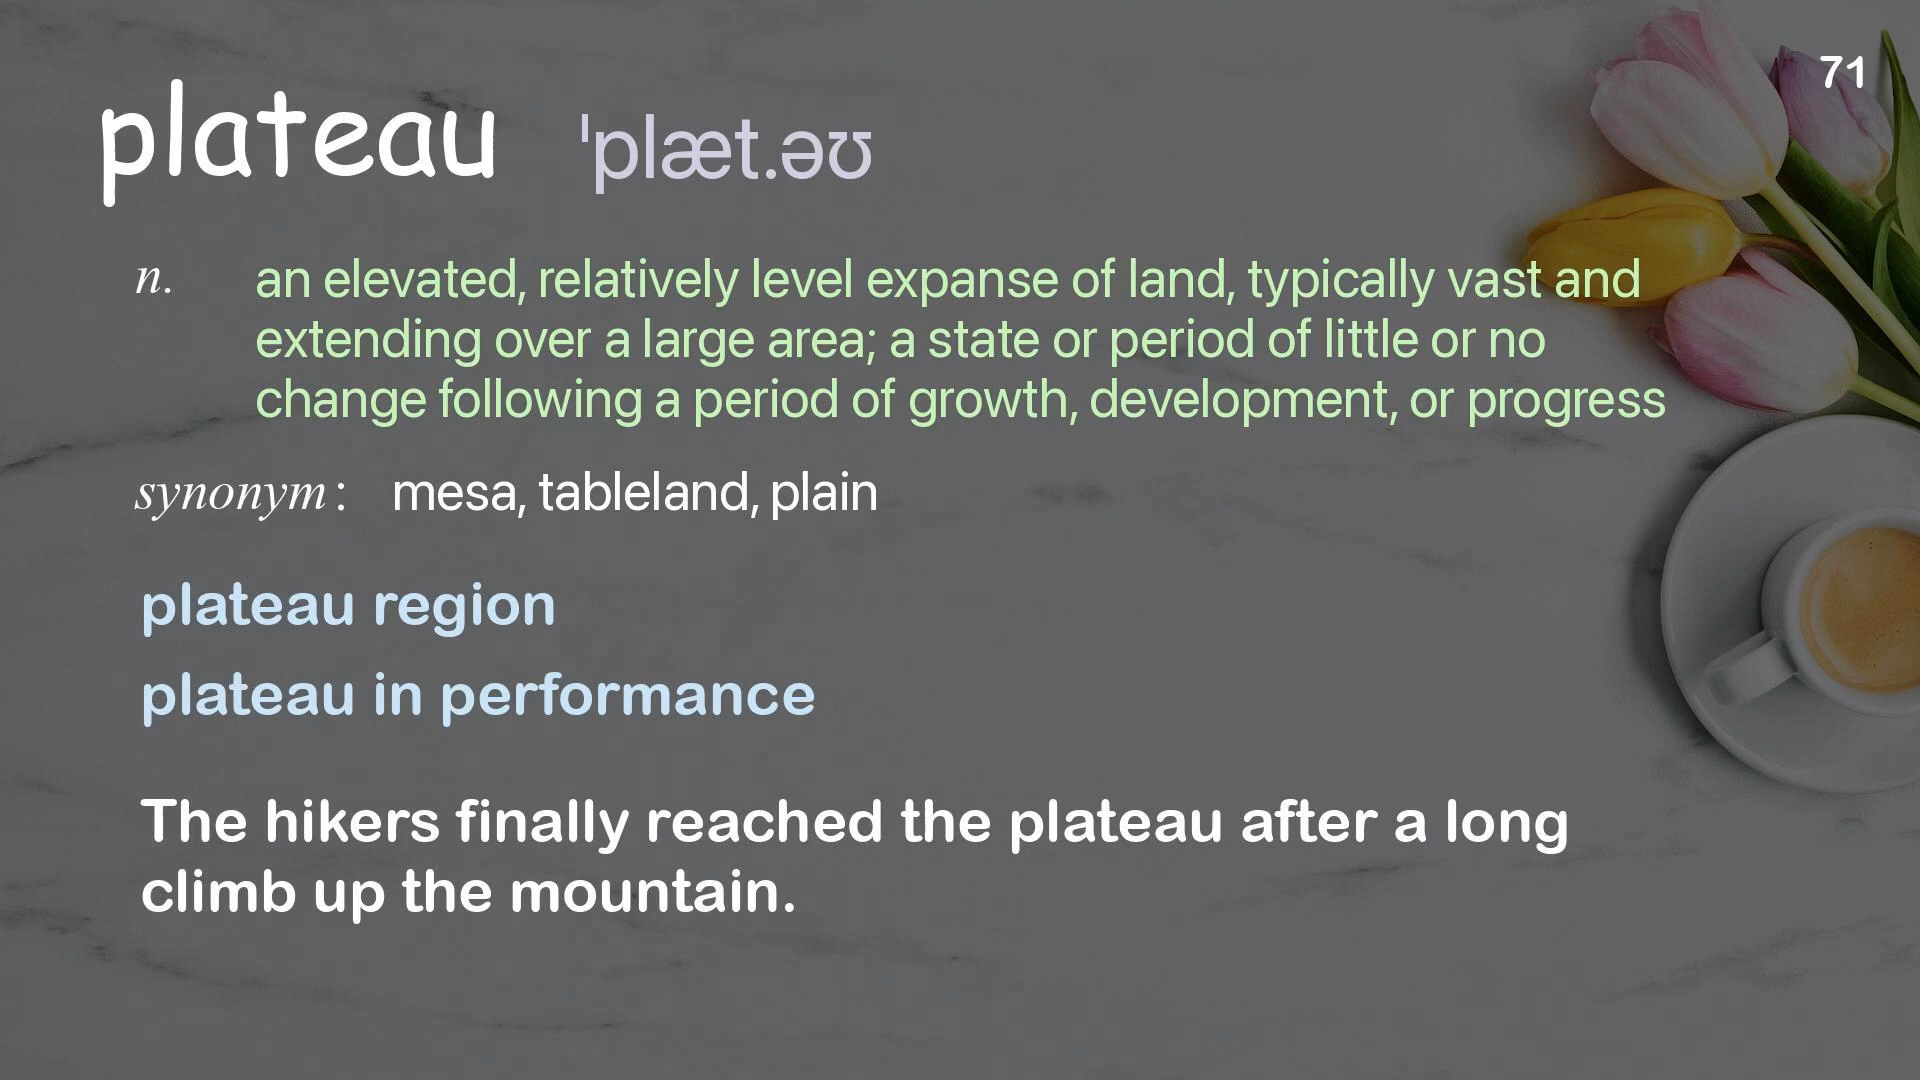 71
plateau ˈplæt.əʊ
n. an elevated, relatively level expanse of land, typically vast and
extending over a large area; a state or period of little or no
change following a period of growth, development, or progress
synonym: mesa, tableland, plain
plateau region
plateau in performance
The hikers finally reached the plateau after a long
climb up the mountain.